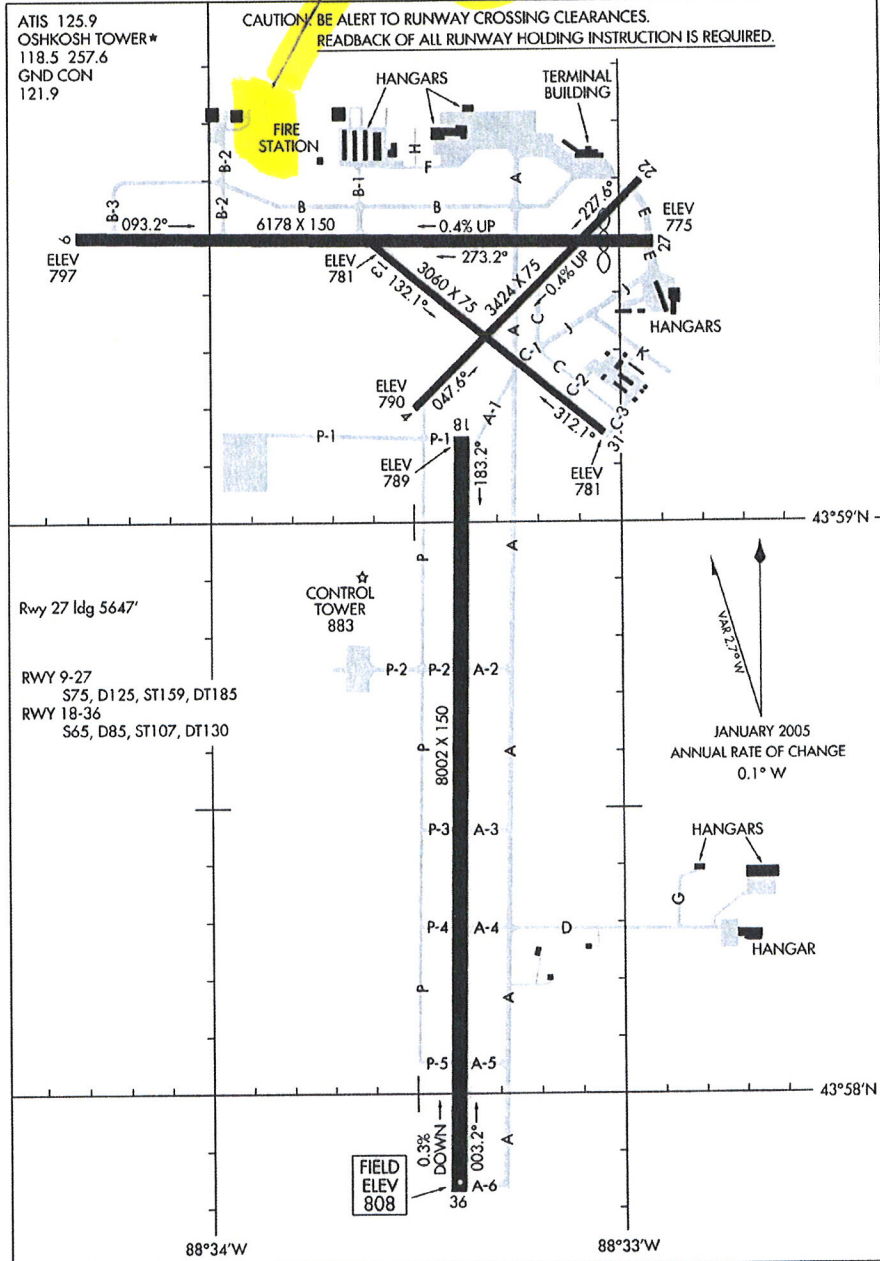 ATIS 125.9
OSHKOSH TOWER*
118.5 257.6
GND CON
121.9
CAUTION: BE ALERT TO RUNWAY CROSSING CLEARANCES.
READBACK OF ALL RUNWAY HOLDING INSTRUCTION IS REQUIRED.
HANGARS
TERMINAL
BUILDING
FIRE
STATION
B-2
H
F
A
B-1
22
B-3
B-2
B
B
227.6°
E
ELEV
775
093.2°
6178 X 150
0.4% UP
9
27
E
ELEV
797
ELEV
781
273.2°
0.4% UP
13
132.1°
3060 X 75
3424 X 75
A
C
J
J
HANGARS
C-1
C
C-2
K
ELEV
790
047.6°
4
A-1
312.1°
C-3
31
P-1
P-1
18
ELEV
789
183.2°
ELEV
781
43°59'N
P
A
CONTROL
TOWER
883
Rwy 27 ldg 5647'
VAR 2.7° W
P-2
P-2
A-2
RWY 9-27
S75, D125, ST159, DT185
RWY 18-36
S65, D85, ST107, DT130
JANUARY 2005
ANNUAL RATE OF CHANGE
0.1° W
P
8002 X 150
A
P-3
A-3
HANGARS
G
P-4
A-4
D
HANGAR
P
A
P-5
A-5
43°58'N
0.3%
DOWN
003.2°
A
FIELD
ELEV
808
36
A-6
88°34'W
88°33'W